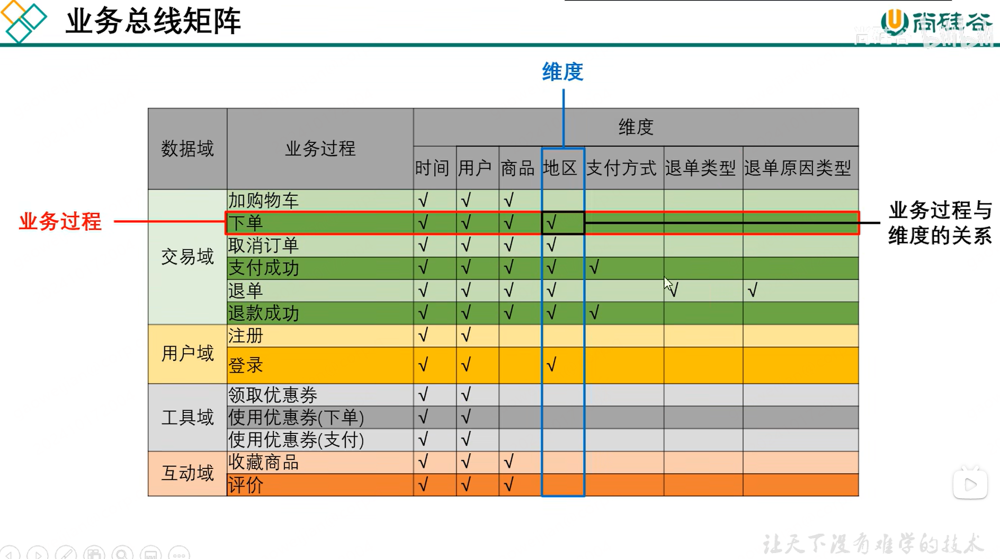 业务总线矩阵
尚硅谷
维度
数据域 业务过程 维度
时间 用户 商品 地区 支付方式 退单类型 退单原因类型
交易域
加购物车 √ √ √
下单 √ √ √ √
取消订单 √ √ √ √
支付成功 √ √ √ √ √
退单 √ √ √ √ √ √
退款成功 √ √ √ √ √
用户域
注册 √ √
登录 √ √ √
工具域
领取优惠券 √ √
使用优惠券(下单) √ √
使用优惠券(支付) √ √
互动域
收藏商品 √ √ √
评价 √ √ √
业务过程
业务过程与
维度的关系
尚硅谷 bilibili
让天下没有难学的技术